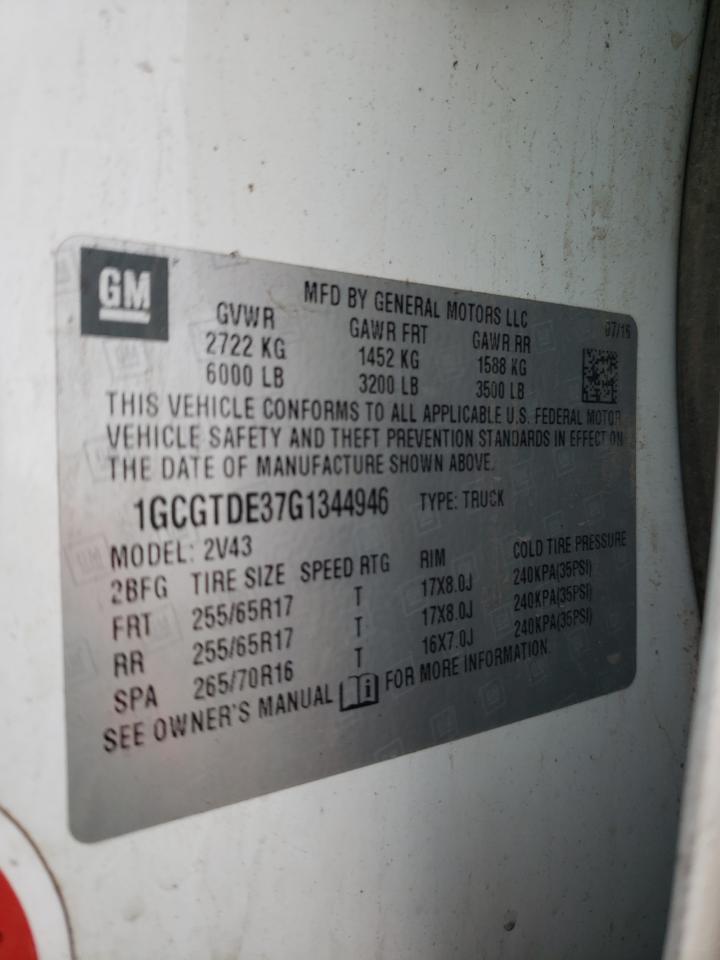 GM
MFD BY GENERAL MOTORS LLC
07/16
GVWR GAWR FRT GAWR RR
2722 KG 1452 KG 1588 KG
6000 LB 3200 LB 3500 LB
THIS VEHICLE CONFORMS TO ALL APPLICABLE U.S. FEDERAL MOTOR
VEHICLE SAFETY AND THEFT PREVENTION STANDARDS IN EFFECT ON
THE DATE OF MANUFACTURE SHOWN ABOVE.
1GCGTDE37G1344946 TYPE: TRUCK
MODEL: 2V43
2BFG TIRE SIZE SPEED RTG RIM COLD TIRE PRESSURE
FRT 255/65R17 T 17X8.0J 240KPA(35PSI)
RR 255/65R17 T 17X8.0J 240KPA(35PSI)
SPA 265/70R16 T 16X7.0J 240KPA(35PSI)
SEE OWNER'S MANUAL FOR MORE INFORMATION.